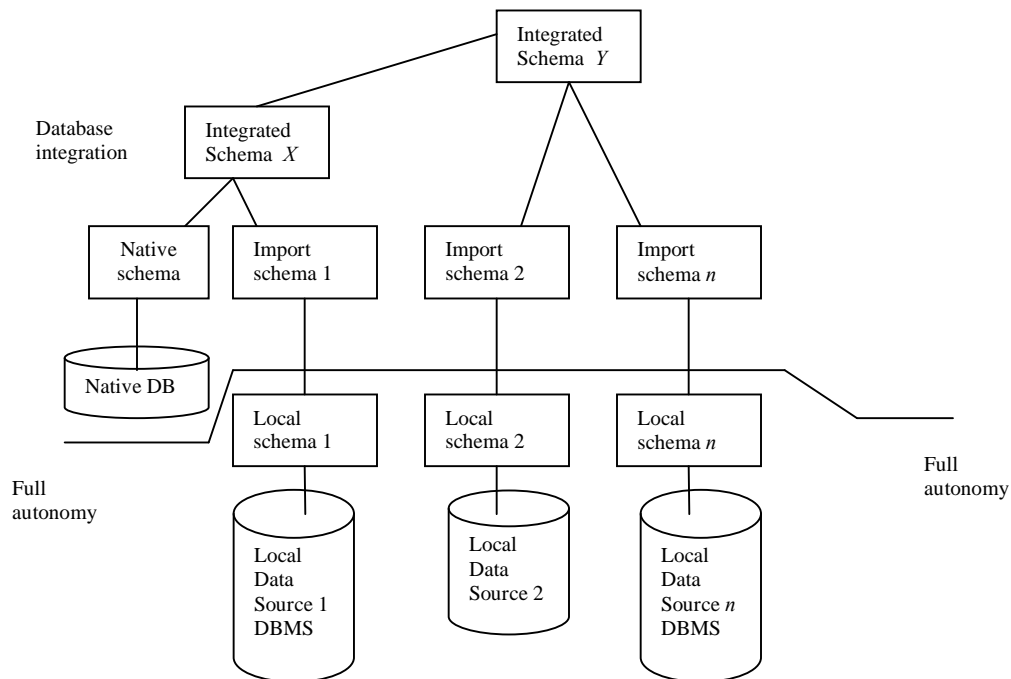 Integrated
Schema Y
Database
integration
Integrated
Schema X
Native
schema
Import
schema 1
Import
schema 2
Import
schema n
Native DB
Local
schema 1
Local
schema 2
Local
schema n
Full
autonomy
Full
autonomy
Local
Data
Source 1
DBMS
Local
Data
Source 2
Local
Data
Source n
DBMS